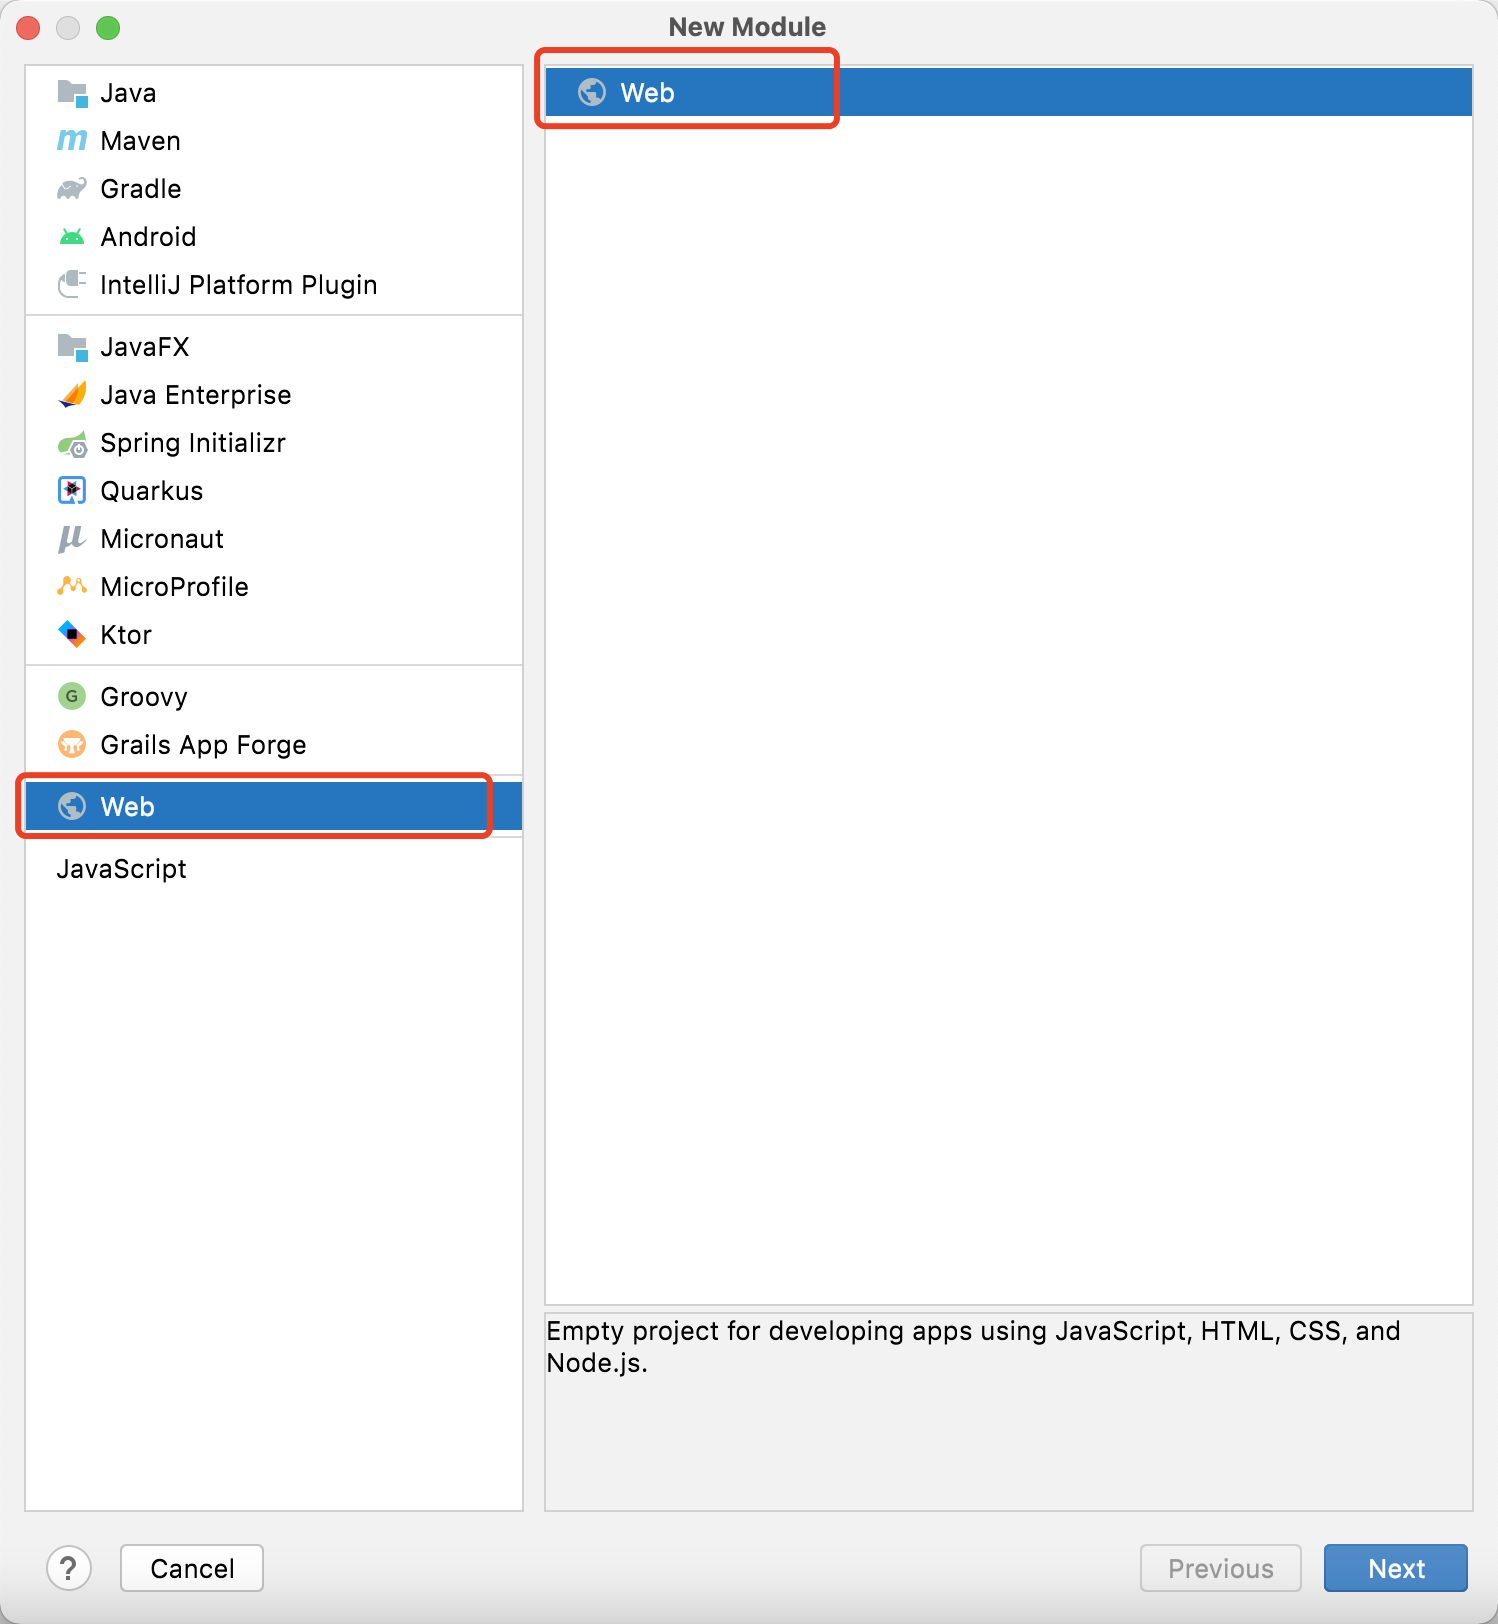 New Module
Java
Maven
Gradle
Android
IntelliJ Platform Plugin
JavaFX
Java Enterprise
Spring Initializr
Quarkus
Micronaut
MicroProfile
Ktor
G Groovy
Grails App Forge
Web
JavaScript
Web
Empty project for developing apps using JavaScript, HTML, CSS, and
Node.js.
? Cancel Previous Next